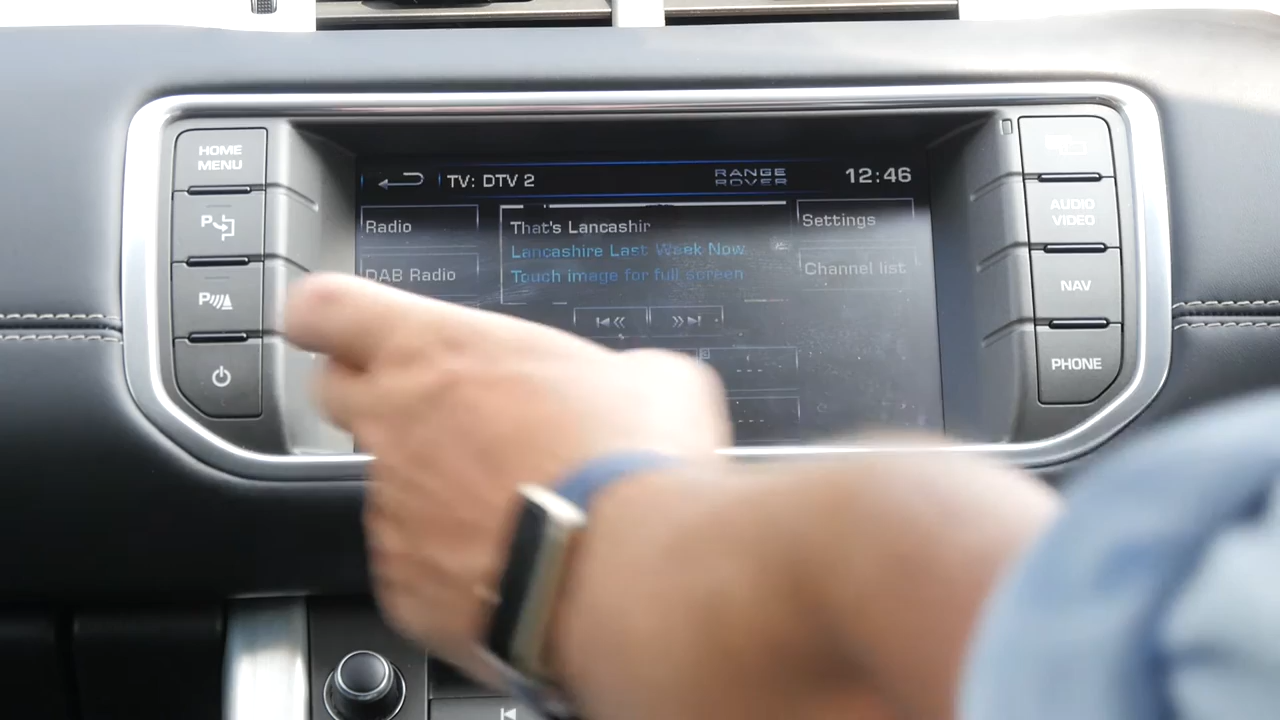 HOME
MENU
P
P
TV: DTV 2
RANGE
ROVER
12:46
Radio
DAB Radio
That's Lancashir
Lancashire Last Week Now
Touch image for full screen
Settings
Channel list
AUDIO
VIDEO
NAV
PHONE